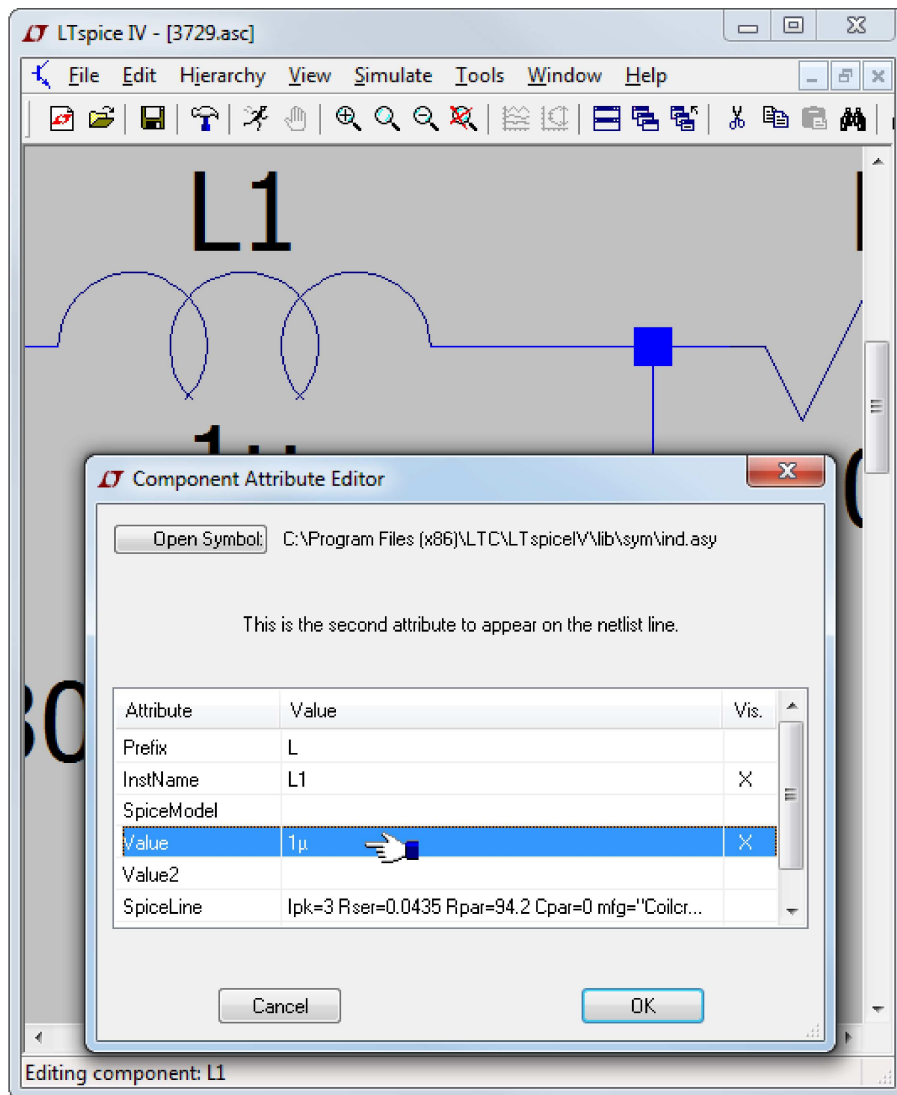 LTspice IV - [3729.asc]
File Edit Hierarchy View Simulate Tools Window Help
L1
1µ
Component Attribute Editor
Open Symbol: C:\Program Files (x86)\LTC\LTspiceIV\lib\sym\ind.asy
This is the second attribute to appear on the netlist line.
Attribute Value Vis.
Prefix L
InstName L1 X
SpiceModel
Value 1µ X
Value2
SpiceLine Ipk=3 Rser=0.0435 Rpar=94.2 Cpar=0 mfg="Coilcr...
30
Cancel OK
Editing component: L1